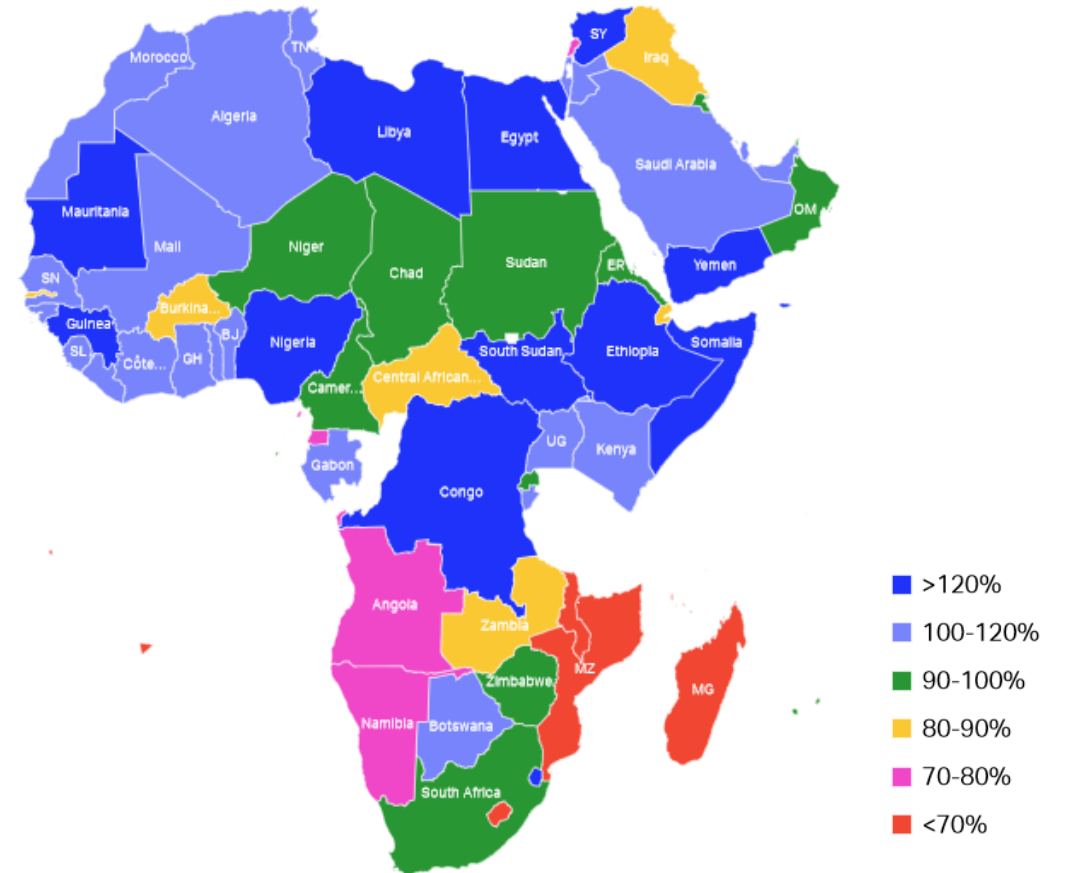 SY
TN
Morocco
Iraq
Algeria
Libya
Egypt
Saudi Arabia
Mauritania
OM
Mali
Niger
Sudan
ER
Yemen
Chad
SN
Burkina...
Guinea
BJ
Nigeria
South Sudan
Ethiopia
Somalia
SL
Côte...
GH
Camer...
Central African...
UG
Kenya
Gabon
Congo
Angola
Zambia
MZ
Zimbabwe
MG
Namibia
Botswana
South Africa
>120%
100-120%
90-100%
80-90%
70-80%
<70%